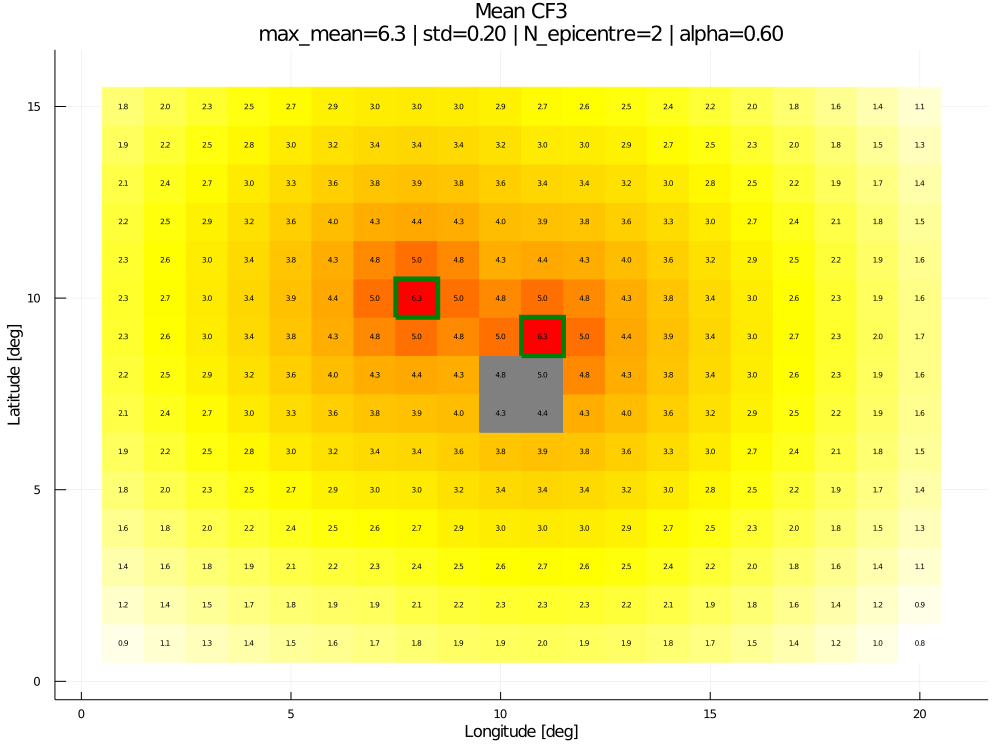 Mean CF3
max_mean=6.3 | std=0.20 | N_epicentre=2 | alpha=0.60
15
1.8 2.0 2.3 2.5 2.7 2.9 3.0 3.0 3.0 2.9 2.7 2.6 2.5 2.4 2.2 2.0 1.8 1.6 1.4 1.1
1.9 2.2 2.5 2.8 3.0 3.2 3.4 3.4 3.4 3.2 3.0 3.0 2.9 2.7 2.5 2.3 2.0 1.8 1.5 1.3
2.1 2.4 2.7 3.0 3.3 3.6 3.8 3.9 3.8 3.6 3.4 3.4 3.2 3.0 2.8 2.5 2.2 1.9 1.7 1.4
2.2 2.5 2.9 3.2 3.6 4.0 4.3 4.4 4.3 4.0 3.9 3.8 3.6 3.3 3.0 2.7 2.4 2.1 1.8 1.5
2.3 2.6 3.0 3.4 3.8 4.3 4.8 5.0 4.8 4.3 4.4 4.3 4.0 3.6 3.2 2.9 2.5 2.2 1.9 1.6
10
2.3 2.7 3.0 3.4 3.9 4.4 5.0 6.3 5.0 4.8 5.0 4.8 4.3 3.8 3.4 3.0 2.6 2.3 1.9 1.6
2.3 2.6 3.0 3.4 3.8 4.3 4.8 5.0 4.8 5.0 6.3 5.0 4.4 3.9 3.4 3.0 2.7 2.3 2.0 1.7
2.2 2.5 2.9 3.2 3.6 4.0 4.3 4.4 4.3 4.8 5.0 4.8 4.3 3.8 3.4 3.0 2.6 2.3 1.9 1.6
2.1 2.4 2.7 3.0 3.3 3.6 3.8 3.9 4.0 4.3 4.4 4.3 4.0 3.6 3.2 2.9 2.5 2.2 1.9 1.6
1.9 2.2 2.5 2.8 3.0 3.2 3.4 3.4 3.6 3.8 3.9 3.8 3.6 3.3 3.0 2.7 2.4 2.1 1.8 1.5
5
1.8 2.0 2.3 2.5 2.7 2.9 3.0 3.0 3.2 3.4 3.4 3.4 3.2 3.0 2.8 2.5 2.2 1.9 1.7 1.4
1.6 1.8 2.0 2.2 2.4 2.5 2.6 2.7 2.9 3.0 3.0 3.0 2.9 2.7 2.5 2.3 2.0 1.8 1.5 1.3
1.4 1.6 1.8 1.9 2.1 2.2 2.3 2.4 2.5 2.6 2.7 2.6 2.5 2.4 2.2 2.0 1.8 1.6 1.4 1.1
1.2 1.4 1.5 1.7 1.8 1.9 1.9 2.1 2.2 2.3 2.3 2.3 2.2 2.1 1.9 1.8 1.6 1.4 1.2 0.9
0.9 1.1 1.3 1.4 1.5 1.6 1.7 1.8 1.9 1.9 2.0 1.9 1.9 1.8 1.7 1.5 1.4 1.2 1.0 0.8
0
Latitude [deg]
0 5 10 15 20
Longitude [deg]